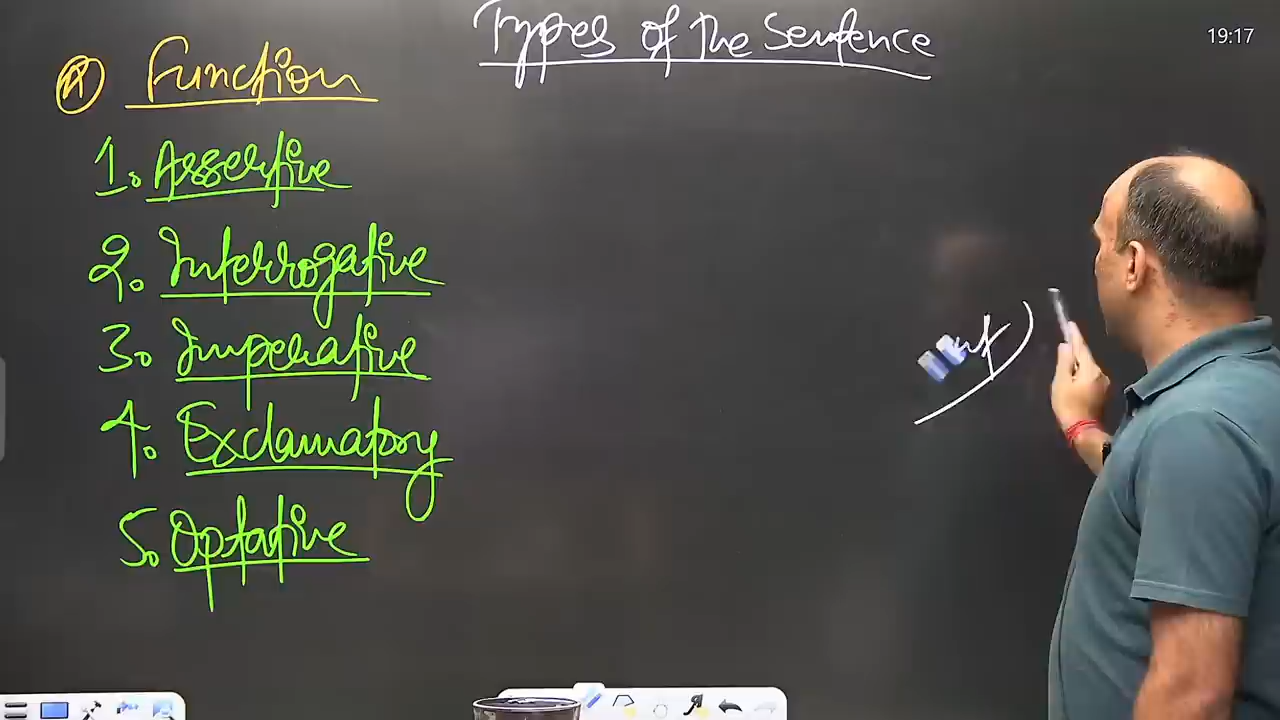 Types of the Sentence
19:17
(A) Function
1. Assertive
2. Interrogative
3. Imperative
4. Exclamatory
5. Optative